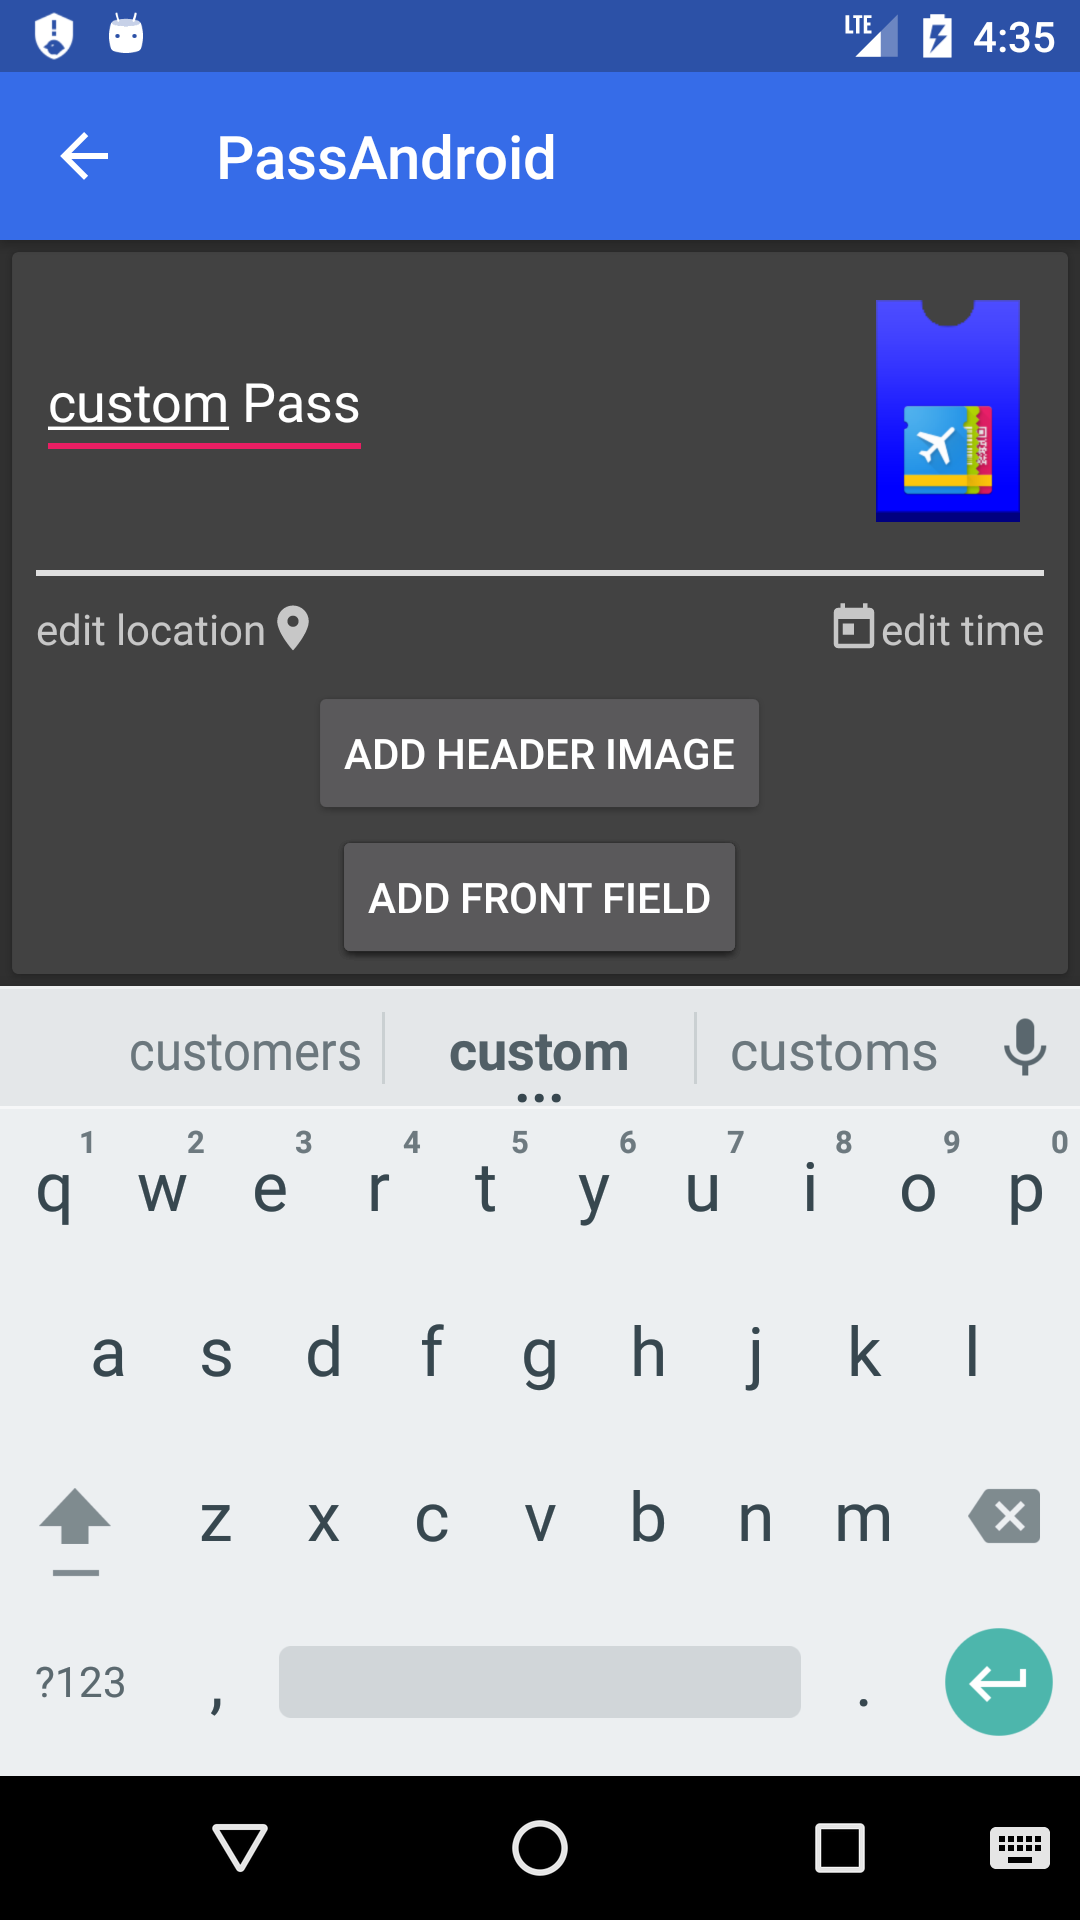 LTE 4:35
PassAndroid
custom Pass
edit location edit time
ADD HEADER IMAGE
ADD FRONT FIELD
customers custom customs
1 2 3 4 5 6 7 8 9 0
q w e r t y u i o p
a s d f g h j k l
z x c v b n m
?123 , .